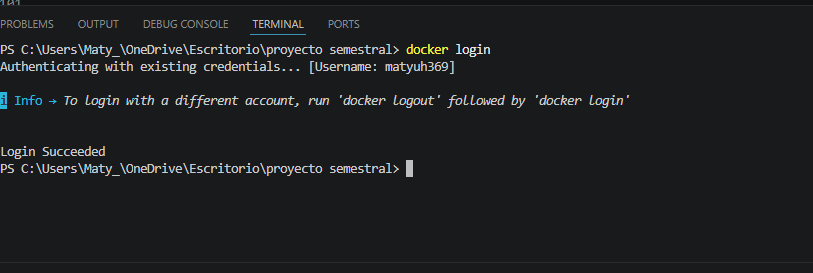 101
PROBLEMS OUTPUT DEBUG CONSOLE TERMINAL PORTS
PS C:\Users\Maty_\OneDrive\Escritorio\proyecto semestral> docker login
Authenticating with existing credentials... [Username: matyuh369]
i Info → To login with a different account, run 'docker logout' followed by 'docker login'
Login Succeeded
PS C:\Users\Maty_\OneDrive\Escritorio\proyecto semestral>